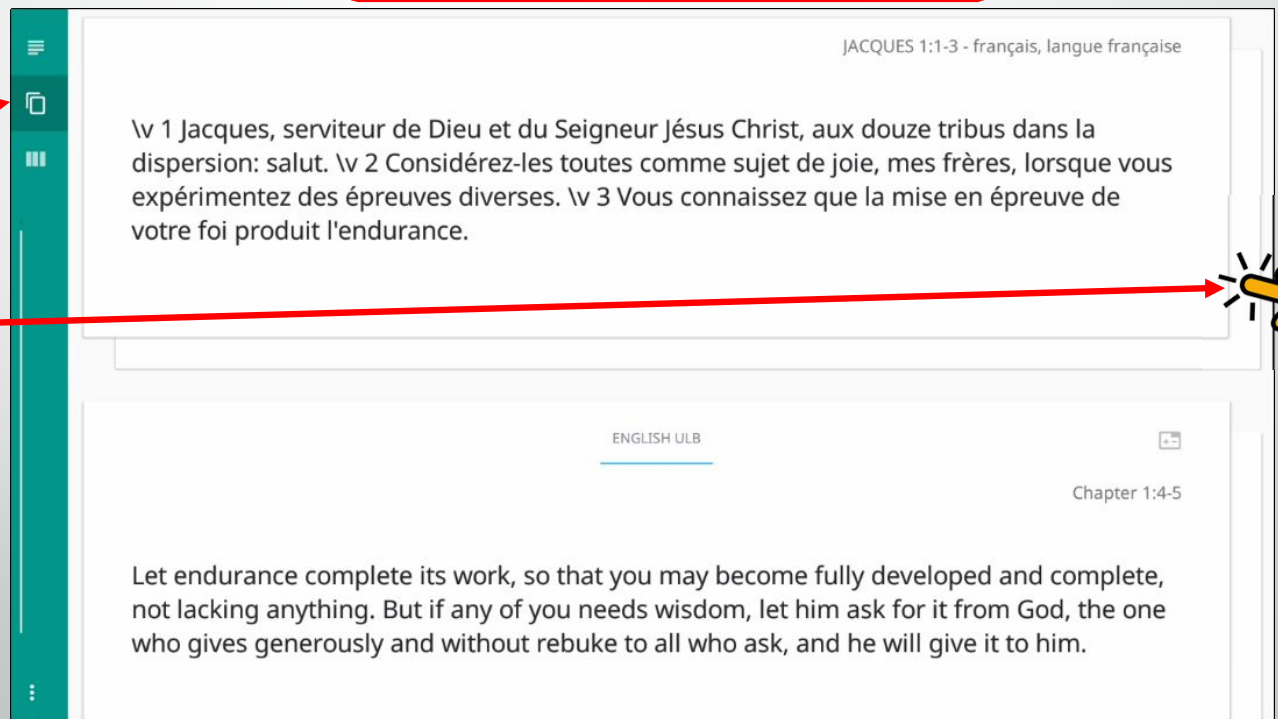 JACQUES 1:1-3 - français, langue française
\v 1 Jacques, serviteur de Dieu et du Seigneur Jésus Christ, aux douze tribus dans la
dispersion: salut. \v 2 Considérez-les toutes comme sujet de joie, mes frères, lorsque vous
expérimentez des épreuves diverses. \v 3 Vous connaissez que la mise en épreuve de
votre foi produit l'endurance.
ENGLISH ULB
Chapter 1:4-5
Let endurance complete its work, so that you may become fully developed and complete,
not lacking anything. But if any of you needs wisdom, let him ask for it from God, the one
who gives generously and without rebuke to all who ask, and he will give it to him.